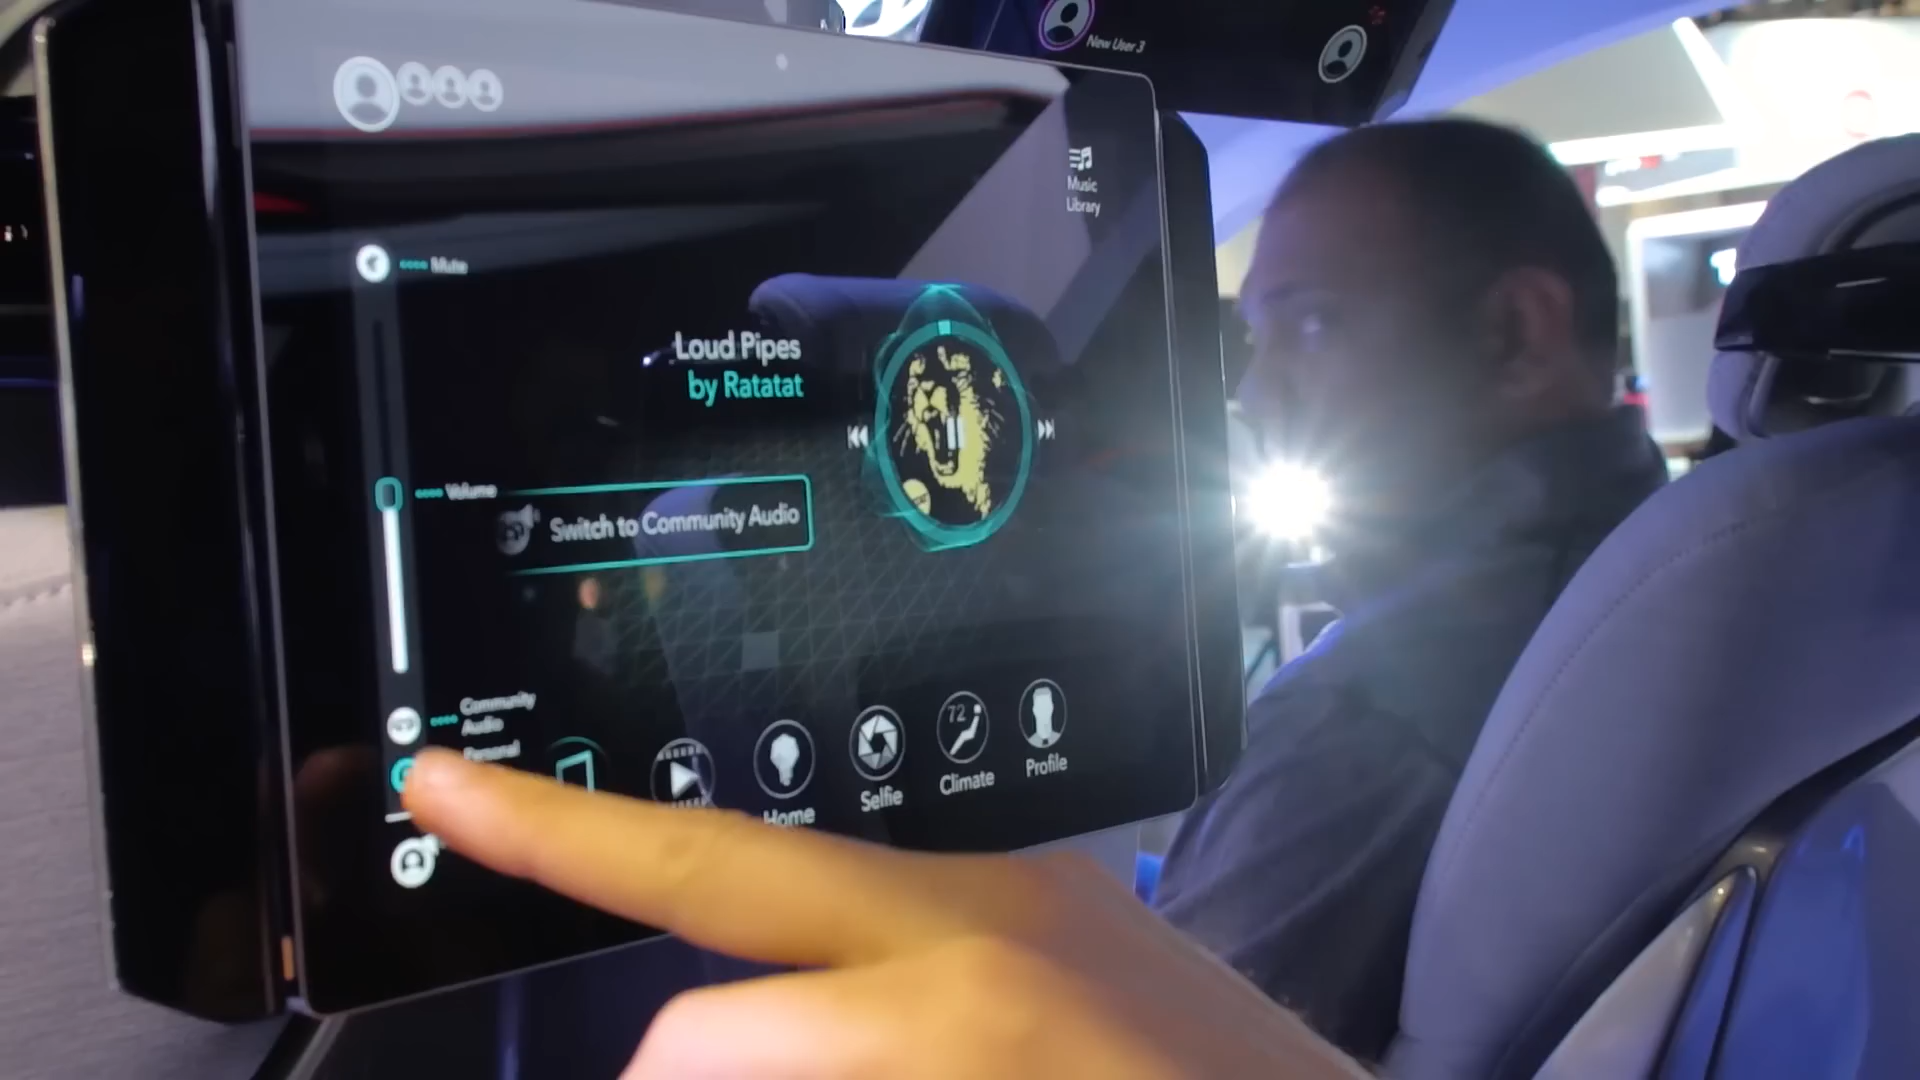 New User 3
Music
Library
Mute
Loud Pipes
by Ratatat
Volume
Switch to Community Audio
Community
Audio
Personal
72
Home
Selfie
Climate
Profile